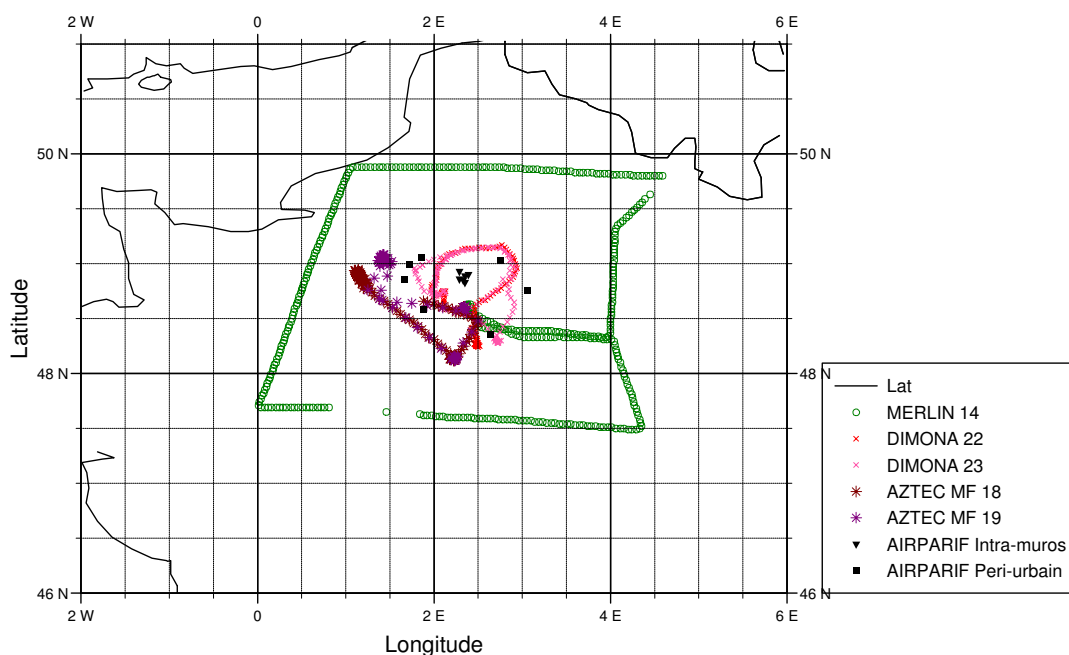 2 W 0 2 E 4 E 6 E
50 N 50 N
Latitude
48 N 48 N
46 N 46 N
2 W 0 2 E 4 E 6 E
Longitude
Lat
MERLIN 14
DIMONA 22
DIMONA 23
AZTEC MF 18
AZTEC MF 19
AIRPARIF Intra-muros
AIRPARIF Peri-urbain